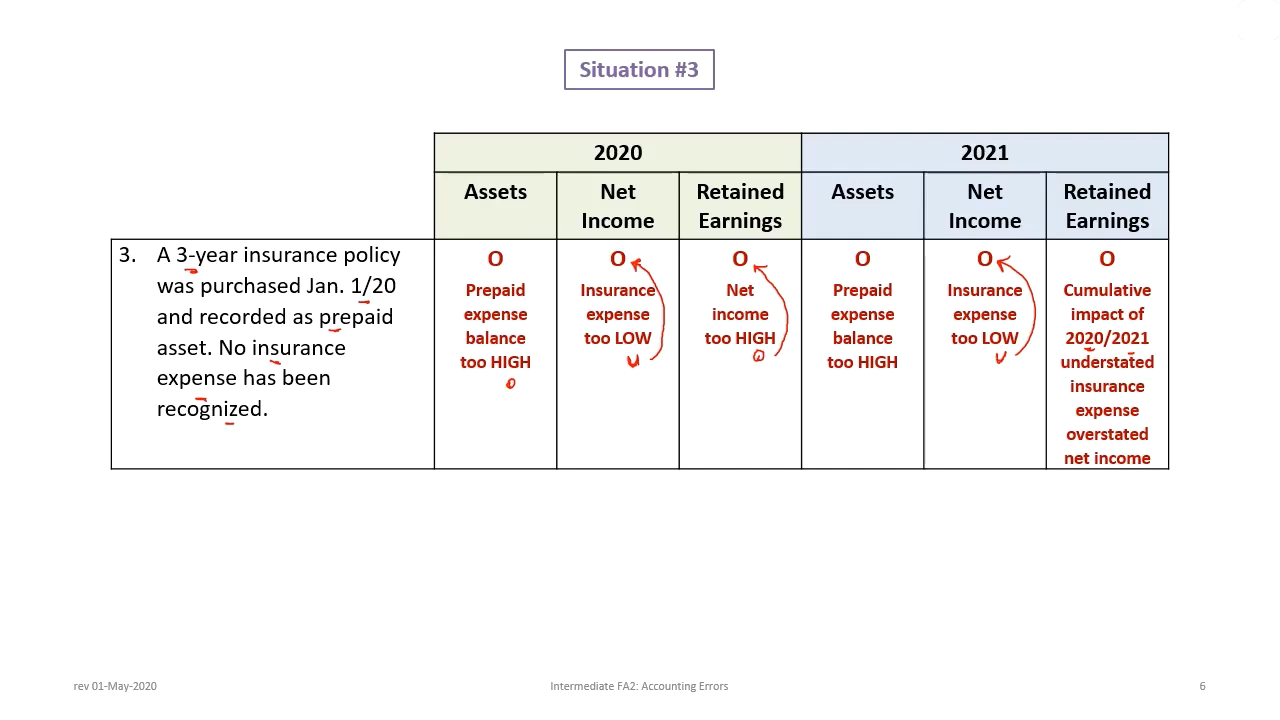 Situation #3
2020
2021
Assets
Net
Income
Retained
Earnings
Assets
Net
Income
Retained
Earnings
3. A 3-year insurance policy
was purchased Jan. 1/20
and recorded as prepaid
asset. No insurance
expense has been
recognized.
O
Prepaid
expense
balance
too HIGH
o
O
Insurance
expense
too LOW
u
O
Net
income
too HIGH
o
O
Prepaid
expense
balance
too HIGH
O
Insurance
expense
too LOW
u
O
Cumulative
impact of
2020/2021
understated
insurance
expense
overstated
net income
rev 01-May-2020
Intermediate FA2: Accounting Errors
6